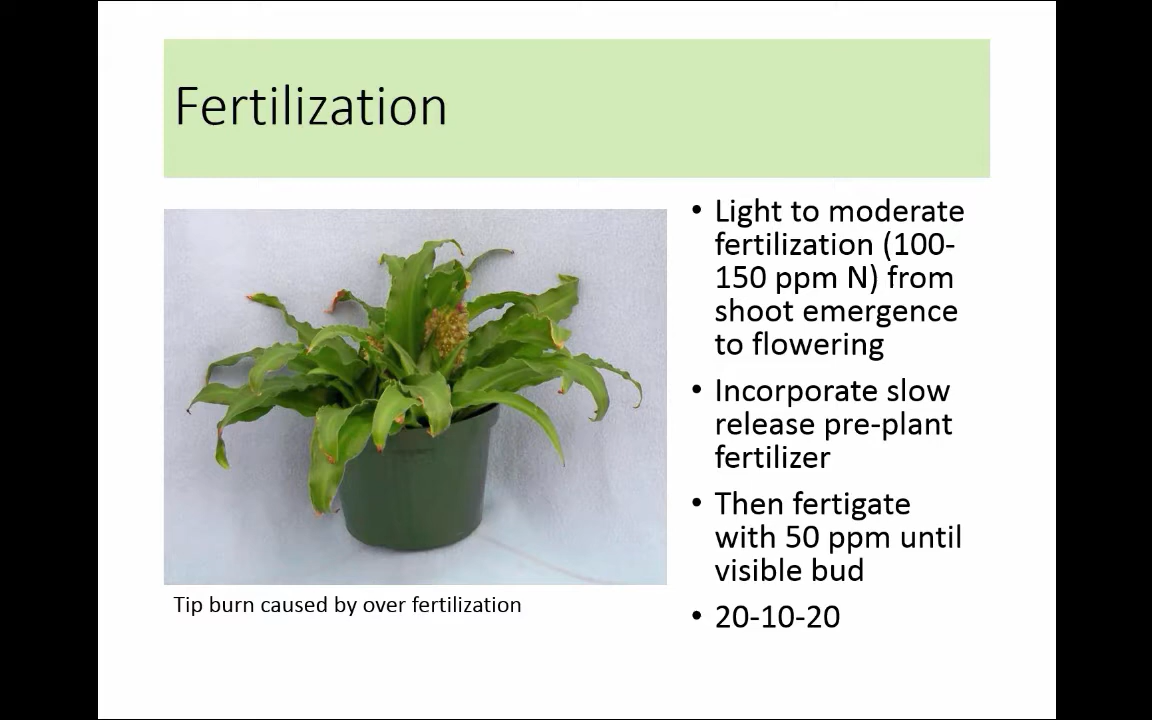 Fertilization
• Light to moderate
fertilization (100-
150 ppm N) from
shoot emergence
to flowering
• Incorporate slow
release pre-plant
fertilizer
• Then fertigate
with 50 ppm until
visible bud
• 20-10-20
Tip burn caused by over fertilization